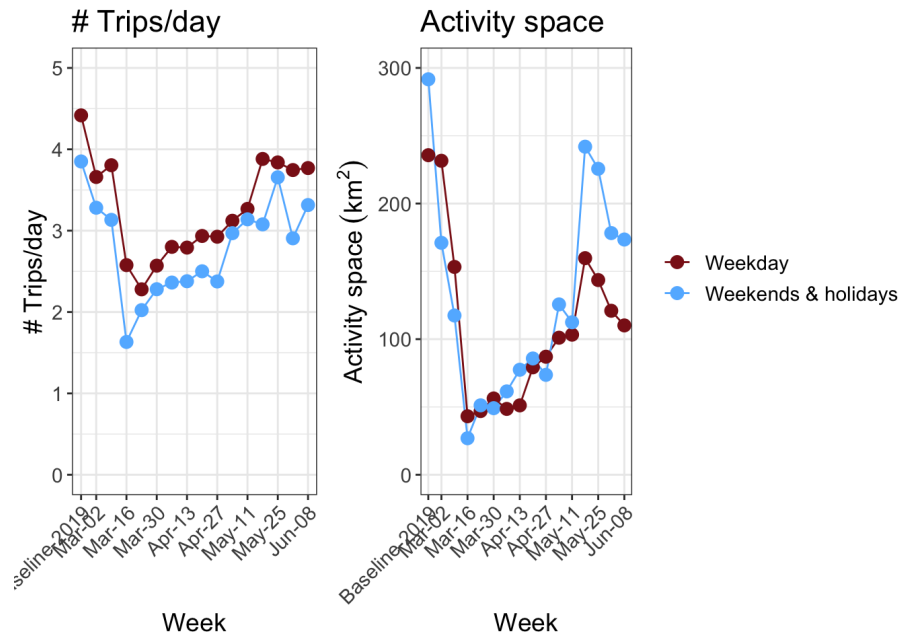 # Trips/day
5
4
3
2
1
0
# Trips/day
seline-2019
Mar-02
Mar-16
Mar-30
Apr-13
Apr-27
May-11
May-25
Jun-08
Week
Activity space
300
200
100
0
Activity space (km²)
Baseline-2019
Mar-02
Mar-16
Mar-30
Apr-13
Apr-27
May-11
May-25
Jun-08
Week
Weekday
Weekends & holidays